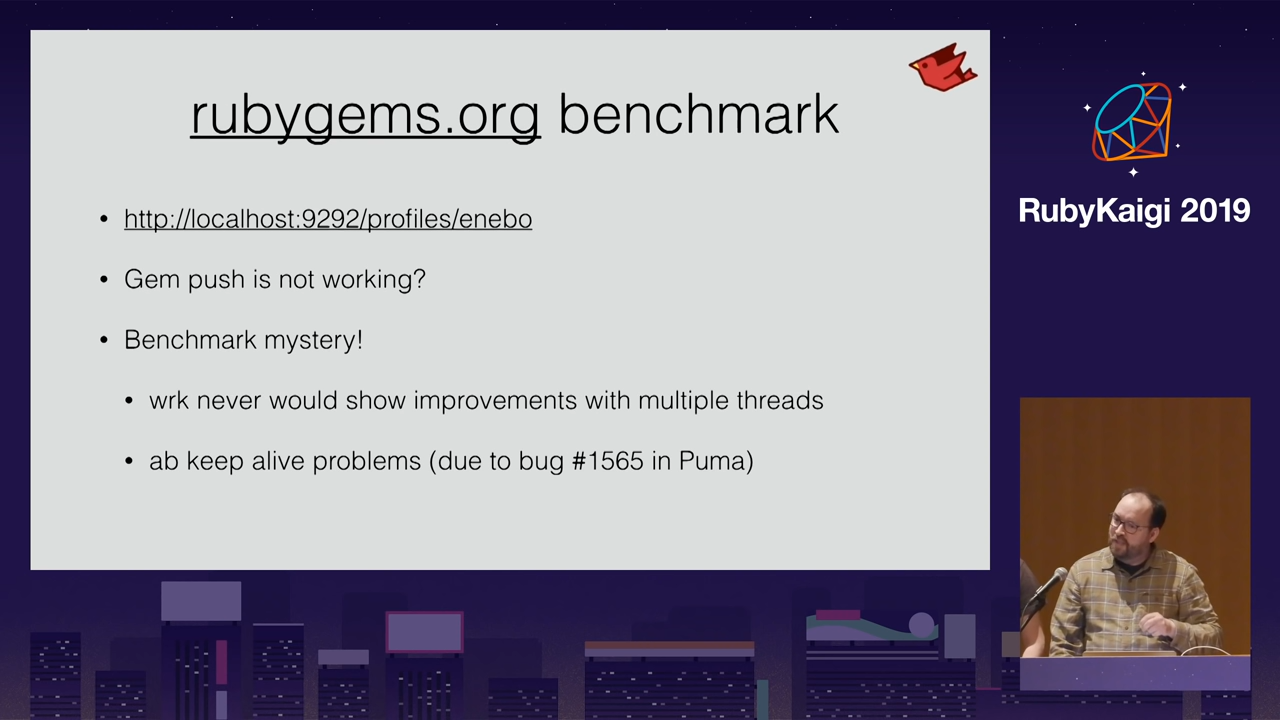 rubygems.org benchmark
• http://localhost:9292/profiles/enebo
• Gem push is not working?
• Benchmark mystery!
• wrk never would show improvements with multiple threads
• ab keep alive problems (due to bug #1565 in Puma)
RubyKaigi 2019